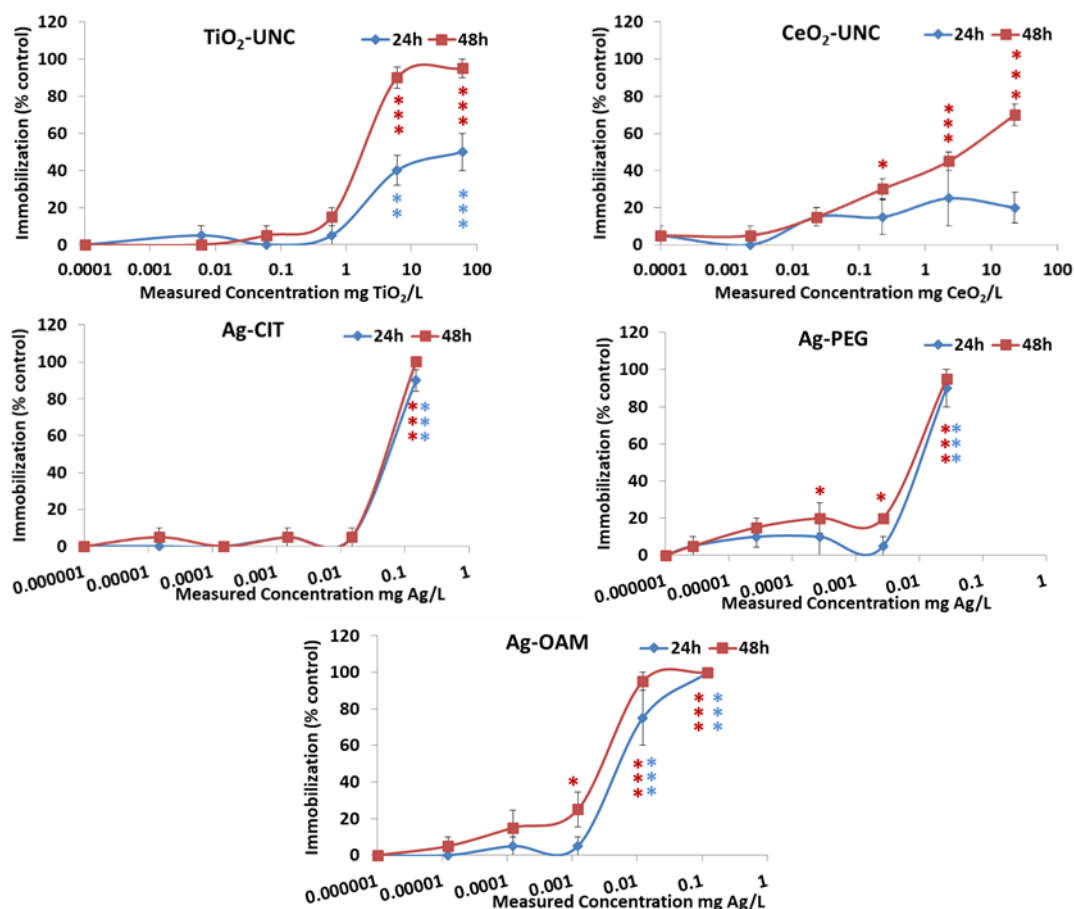 TiO₂-UNC
24h 48h
Immobilization (% control)
120
100
80
60
40
20
0
***
***
**
***
0.0001 0.001 0.01 0.1 1 10 100
Measured Concentration mg TiO₂/L
CeO₂-UNC
24h 48h
Immobilization (% control)
120
100
80
60
40
20
0
*
***
***
0.0001 0.001 0.01 0.1 1 10 100
Measured Concentration mg CeO₂/L
Ag-CIT
24h 48h
Immobilization (% control)
120
100
80
60
40
20
0
*** ***
0.000001 0.00001 0.0001 0.001 0.01 0.1 1
Measured Concentration mg Ag/L
Ag-PEG
24h 48h
Immobilization (% control)
120
100
80
60
40
20
0
*
*
*** ***
0.000001 0.00001 0.0001 0.001 0.01 0.1 1
Measured Concentration mg Ag/L
Ag-OAM
24h 48h
Immobilization (% control)
120
100
80
60
40
20
0
*
*** ***
*** ***
0.000001 0.00001 0.0001 0.001 0.01 0.1 1
Measured Concentration mg Ag/L